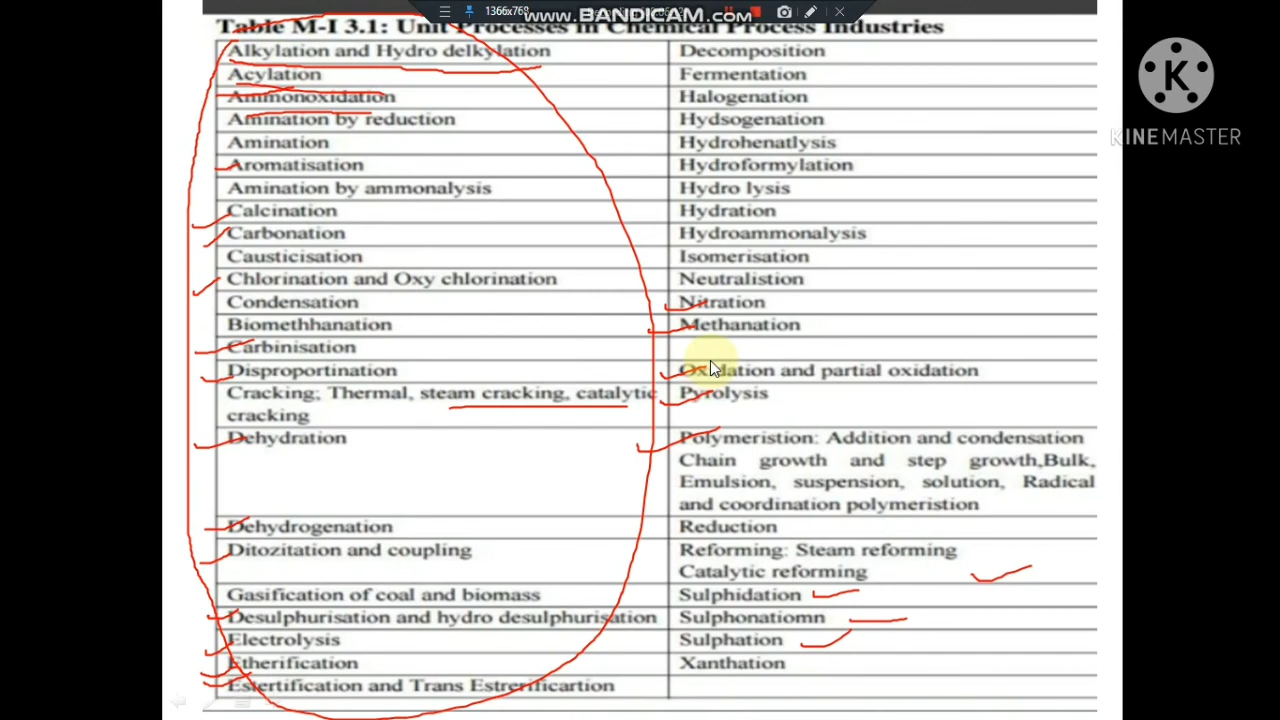 1366x768
www.BANDICAM.com
Table M-I 3.1: Unit Processes in Chemical Process Industries
Alkylation and Hydro delkylation
Decomposition
Acylation
Fermentation
Ammonoxidation
Halogenation
Amination by reduction
Hydsogenation
Amination
Hydrohenatlysis
Aromatisation
Hydroformylation
Amination by ammonalysis
Hydro lysis
Calcination
Hydration
Carbonation
Hydroammonalysis
Causticisation
Isomerisation
Chlorination and Oxy chlorination
Neutralistion
Condensation
Nitration
Biomethhanation
Methanation
Carbinisation
Disproportination
Oxidation and partial oxidation
Cracking; Thermal, steam cracking, catalytic
cracking
Pyrolysis
Dehydration
Polymeristion: Addition and condensation
Chain growth and step growth,Bulk,
Emulsion, suspension, solution, Radical
and coordination polymeristion
Dehydrogenation
Reduction
Ditozitation and coupling
Reforming: Steam reforming
Catalytic reforming
Gasification of coal and biomass
Sulphidation
Desulphurisation and hydro desulphurisation
Sulphonatiomn
Electrolysis
Sulphation
Etherification
Xanthation
Estertification and Trans Estrerificartion
K
KINEMASTER